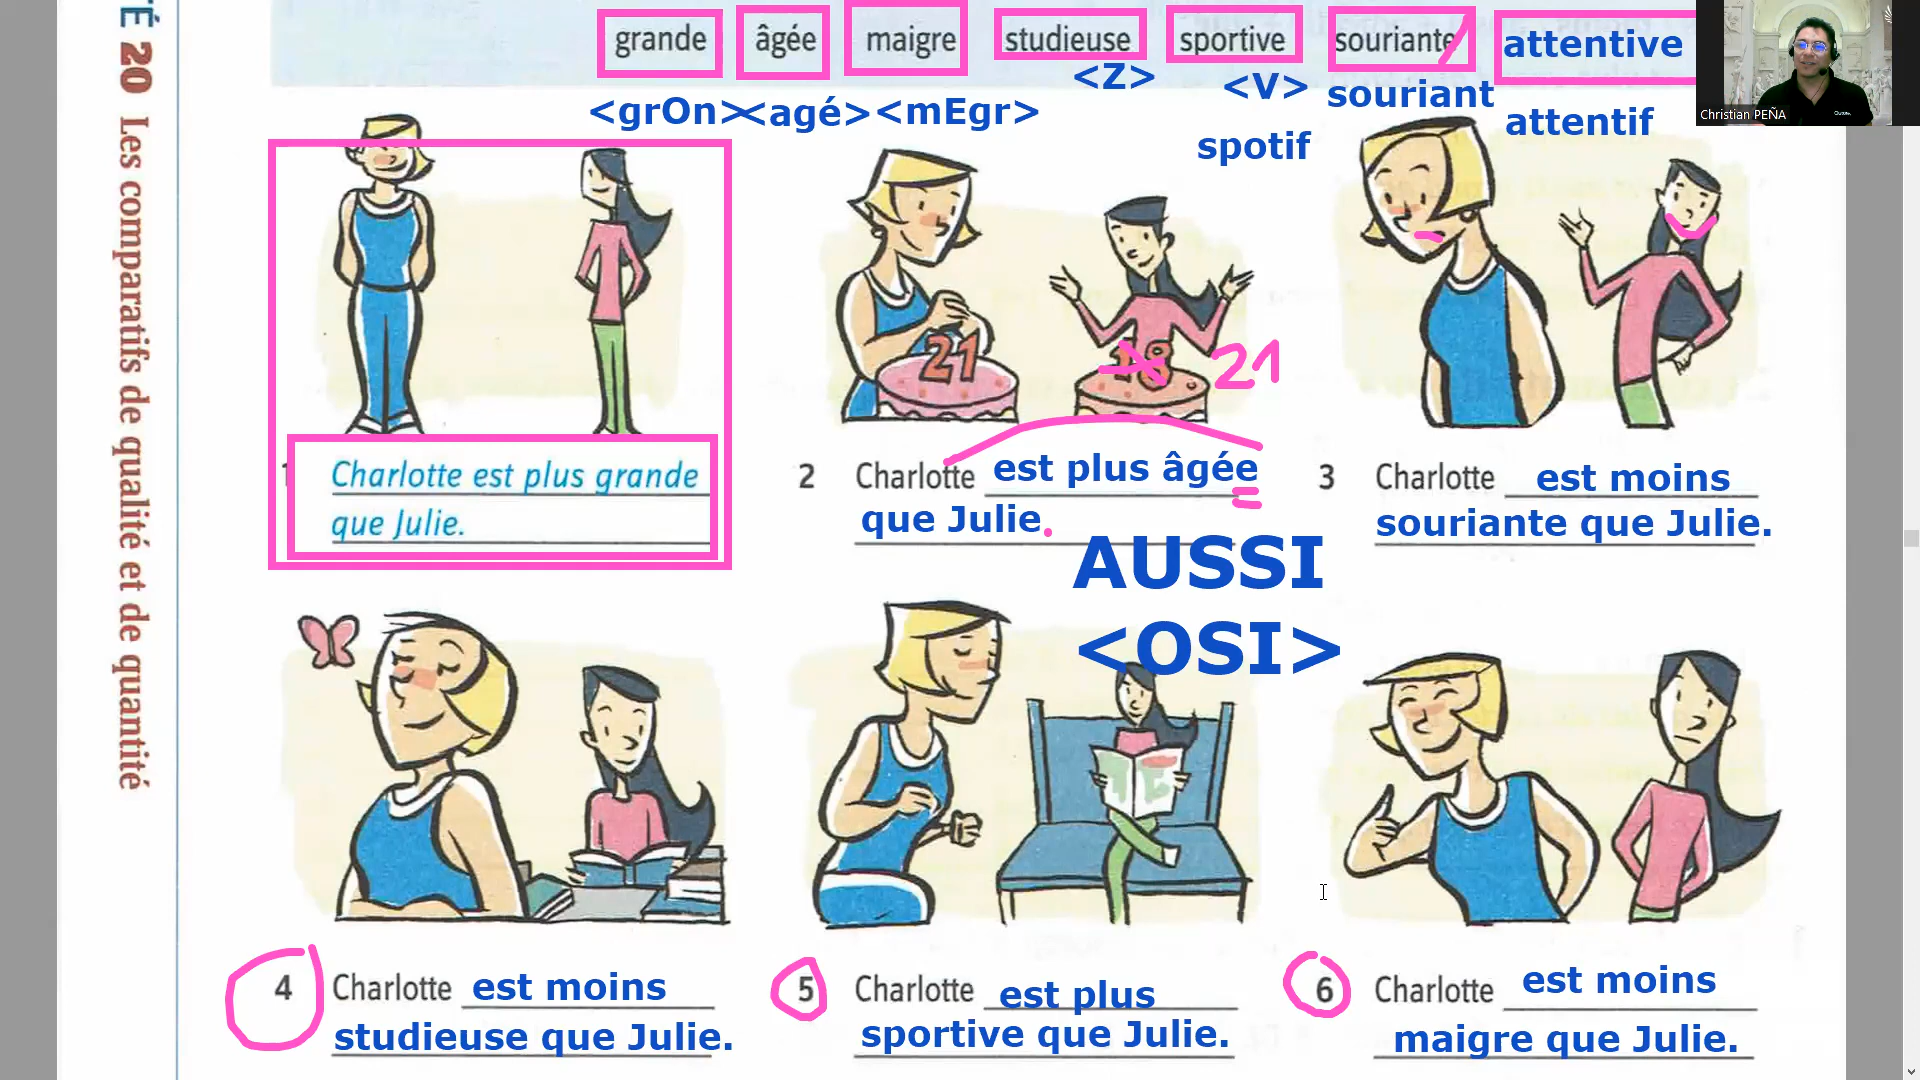 É 20 Les comparatifs de qualité et de quantité
grande âgée maigre studieuse sportive souriante attentive
<grOn> <agé> <mEgr> <Z> <V> souriant attentif
spotif
Christian PEÑA
21 18 21
1 Charlotte est plus grande
que Julie.
2 Charlotte est plus âgée
que Julie.
3 Charlotte est moins
souriante que Julie.
AUSSI
<OSI>
4 Charlotte est moins
studieuse que Julie.
5 Charlotte est plus
sportive que Julie.
6 Charlotte est moins
maigre que Julie.